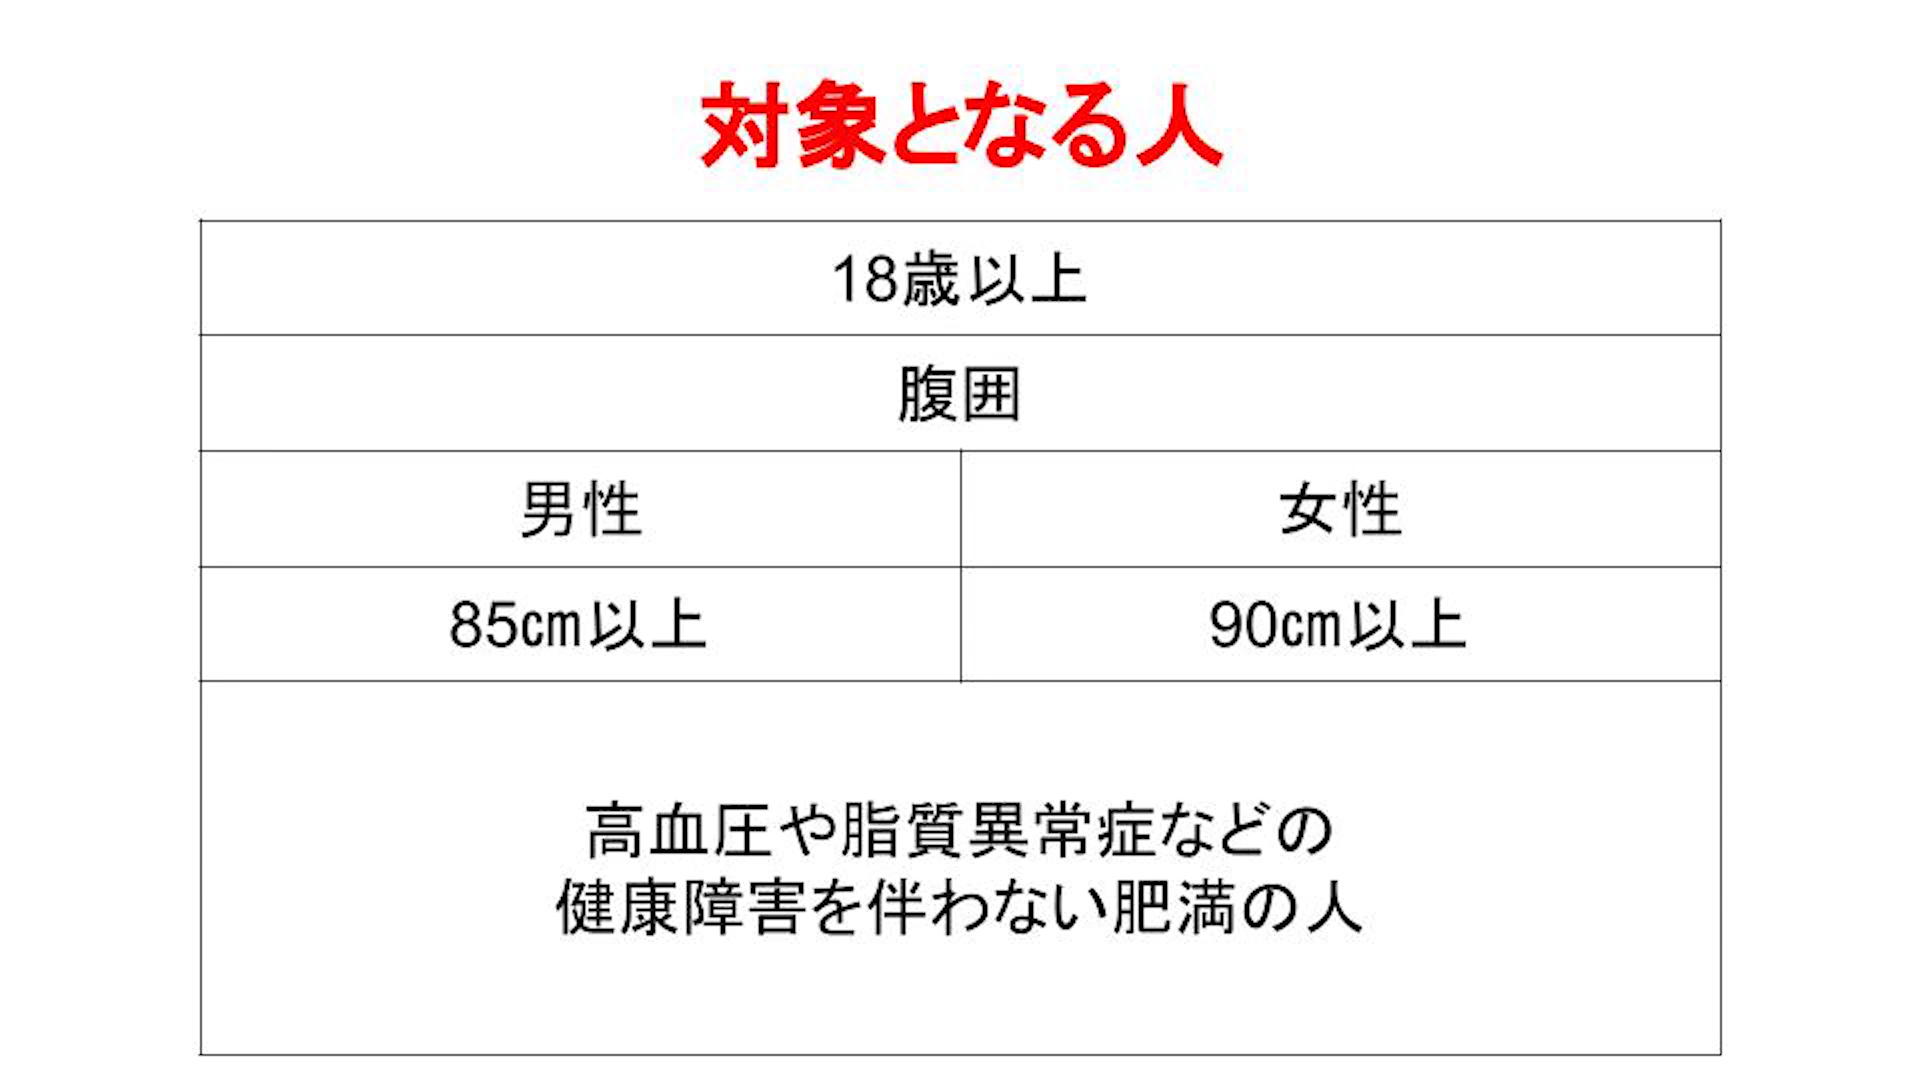 対象となる人
18歳以上
腹囲
男性 女性
85㎝以上 90㎝以上
高血圧や脂質異常症などの
健康障害を伴わない肥満の人